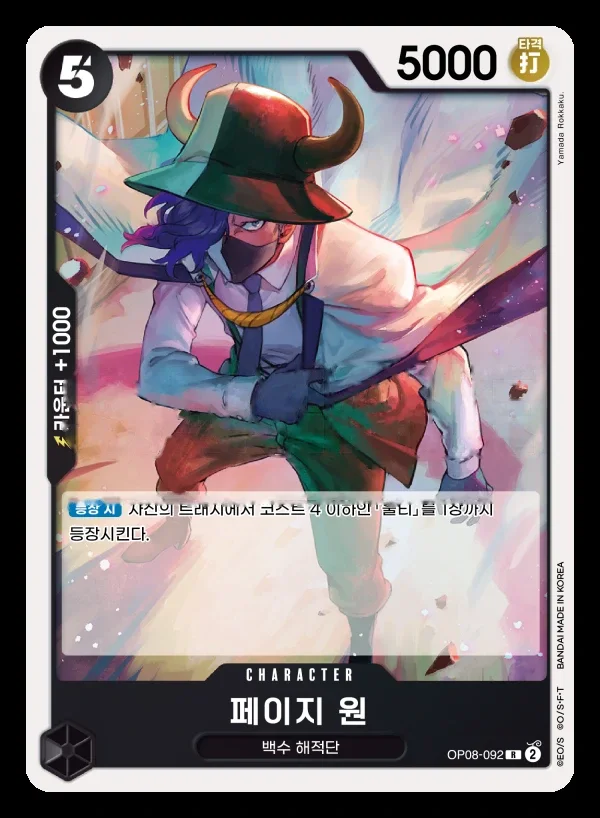 5
5000
타격
打
Yamada Rokkaku.
카운터 +1000
등장 시 자신의 트래시에서 코스트 4 이하인 「울티」를 1장까지
등장시킨다.
CHARACTER
페이지 원
백수 해적단
OP08-092 R 2
©EO/S ©O/S·F·T BANDAI MADE IN KOREA